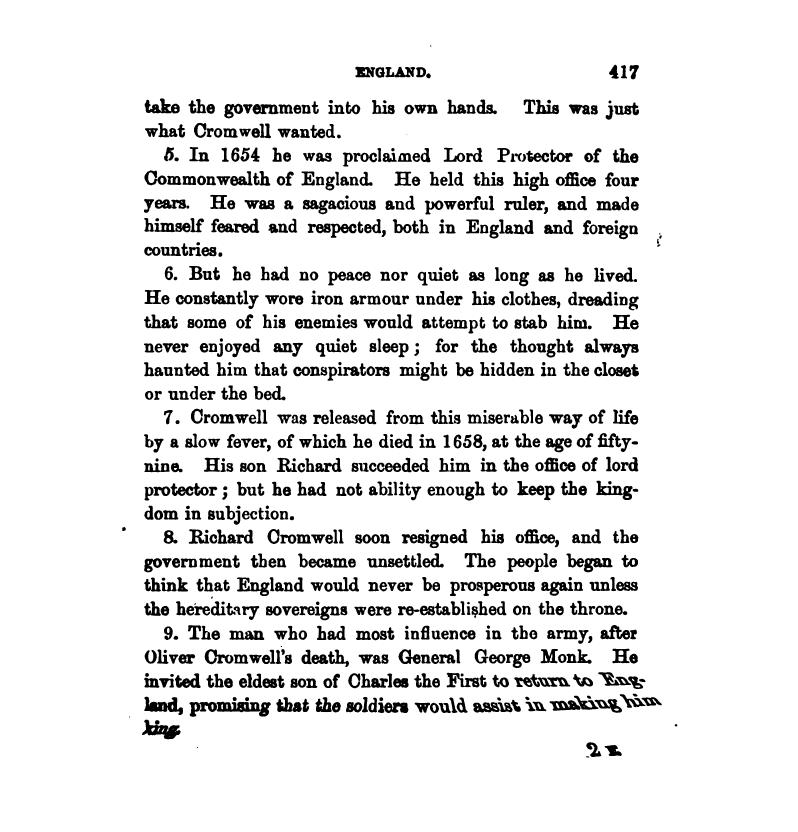 ENGLAND. 417
take the government into his own hands. This was just
what Cromwell wanted.
5. In 1654 he was proclaimed Lord Protector of the
Commonwealth of England. He held this high office four
years. He was a sagacious and powerful ruler, and made
himself feared and respected, both in England and foreign
countries.
6. But he had no peace nor quiet as long as he lived.
He constantly wore iron armour under his clothes, dreading
that some of his enemies would attempt to stab him. He
never enjoyed any quiet sleep; for the thought always
haunted him that conspirators might be hidden in the closet
or under the bed.
7. Cromwell was released from this miserable way of life
by a slow fever, of which he died in 1658, at the age of fifty-
nine. His son Richard succeeded him in the office of lord
protector; but he had not ability enough to keep the king-
dom in subjection.
8. Richard Cromwell soon resigned his office, and the
government then became unsettled. The people began to
think that England would never be prosperous again unless
the hereditary sovereigns were re-established on the throne.
9. The man who had most influence in the army, after
Oliver Cromwell's death, was General George Monk. He
invited the eldest son of Charles the First to return to Eng-
land, promising that the soldiers would assist in making him
king.
2 E